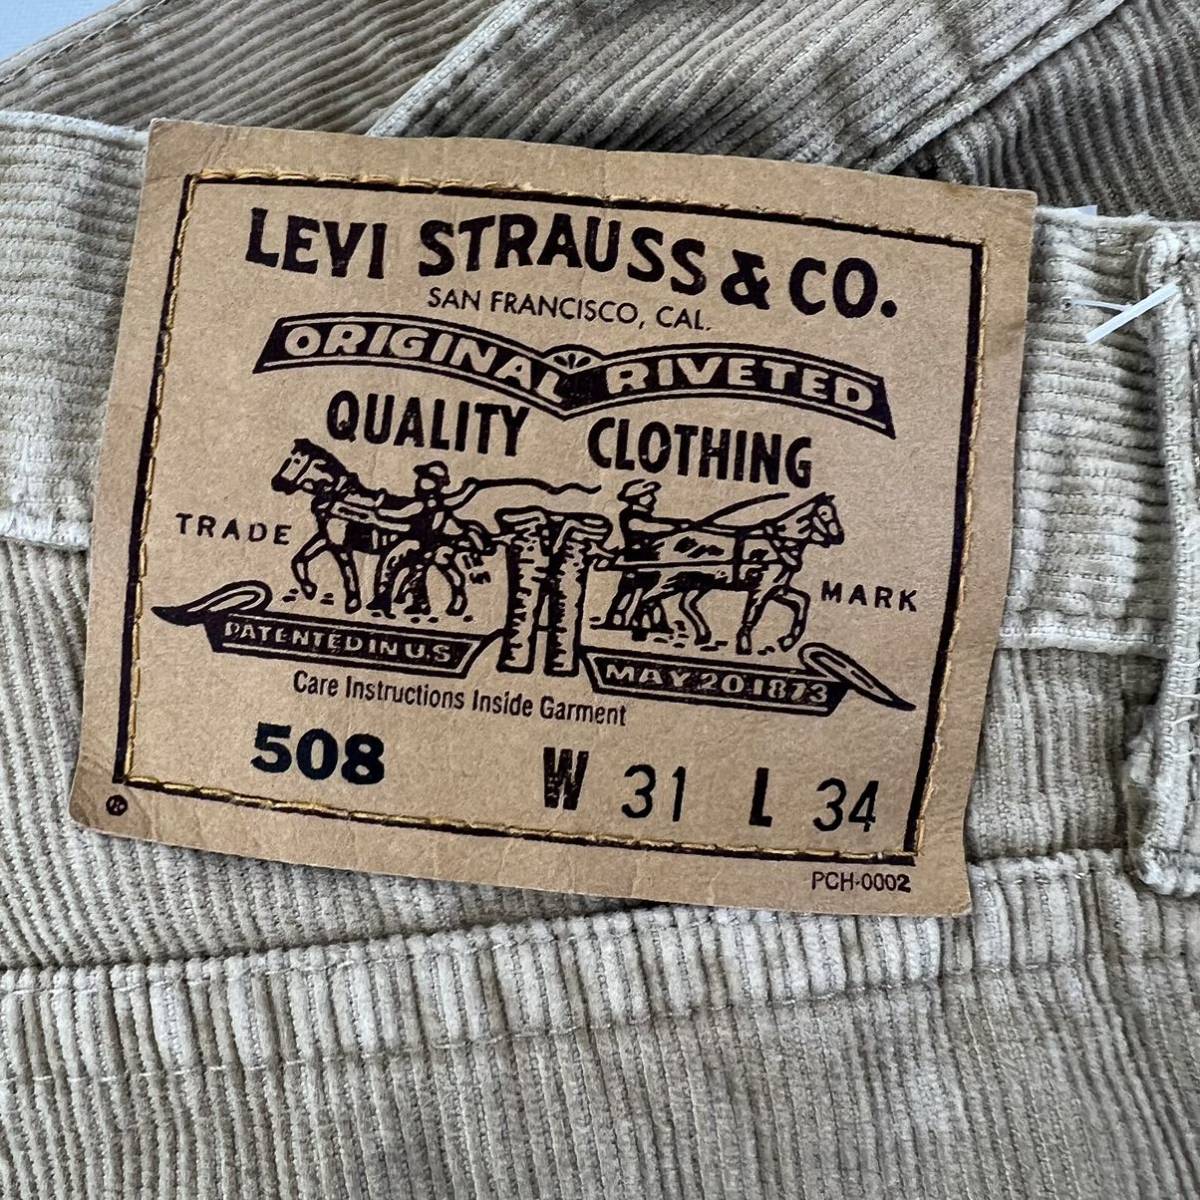 LEVI STRAUSS & CO.
SAN FRANCISCO, CAL.
ORIGINAL RIVETED
QUALITY CLOTHING
TRADE MARK
PATENTED IN U.S.
MAY 20 1873
Care Instructions Inside Garment
508 W 31 L 34
®
PCH-0002